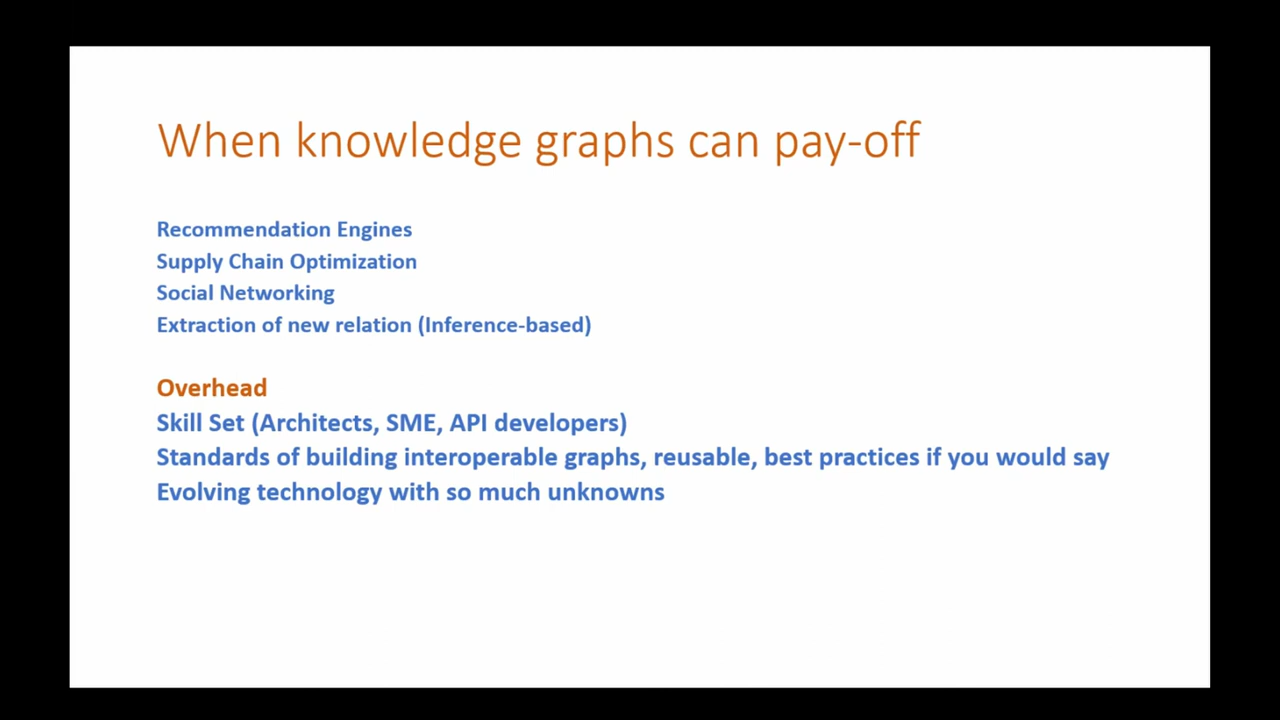 When knowledge graphs can pay-off
Recommendation Engines
Supply Chain Optimization
Social Networking
Extraction of new relation (Inference-based)
Overhead
Skill Set (Architects, SME, API developers)
Standards of building interoperable graphs, reusable, best practices if you would say
Evolving technology with so much unknowns